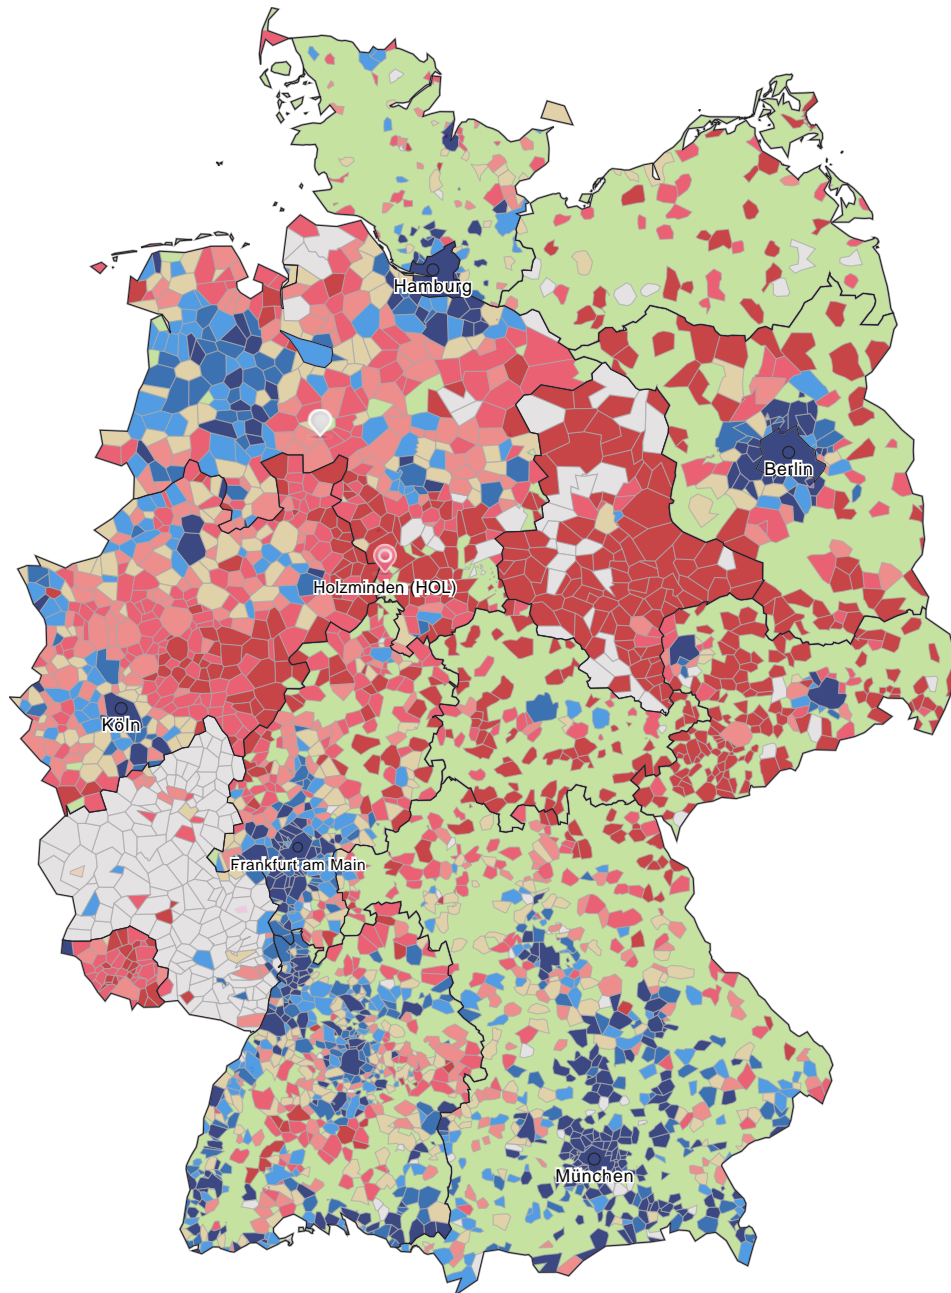 Hamburg
Berlin
Holzminden (HOL)
Köln
Frankfurt am Main
München